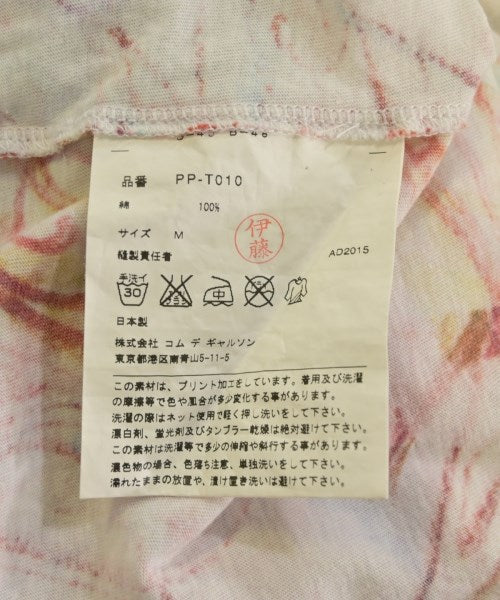 品番 PP-T010
綿 100%
サイズ M
縫製責任者
伊藤
AD2015
手洗イ
30
中
日本製
株式会社 コム デ ギャルソン
東京都港区南青山5-11-5
この素材は、プリント加工をしています。着用及び洗濯
の摩擦等で色や風合が多少変化する事があります。
洗濯の際はネット使用で軽く押し洗いをして下さい。
漂白剤、蛍光剤及びタンブラー乾燥は絶対避けて下さい。
この素材は洗濯等で多少の伸縮や斜行する事があります。
濃色物の場合、色落ち注意、単独洗いをして下さい。
濡れたままの放置や、漬け置き洗いは避けて下さい。